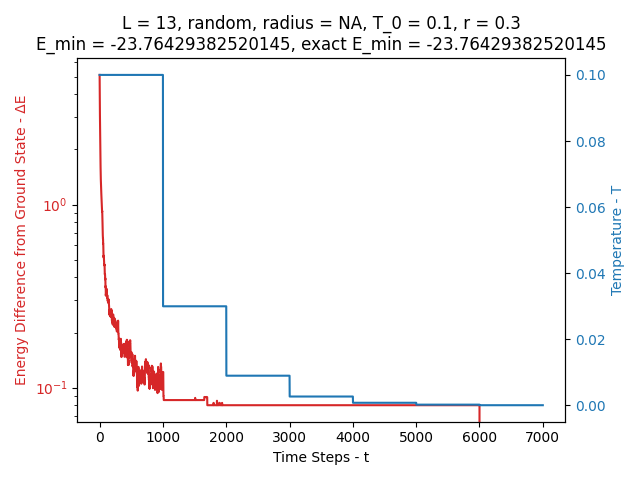 L = 13, random, radius = NA, T_0 = 0.1, r = 0.3
E_min = -23.76429382520145, exact E_min = -23.76429382520145
Energy Difference from Ground State - ΔE
10⁰
10⁻¹
0.10
0.08
0.06
0.04
0.02
0.00
Temperature - T
0 1000 2000 3000 4000 5000 6000 7000
Time Steps - t